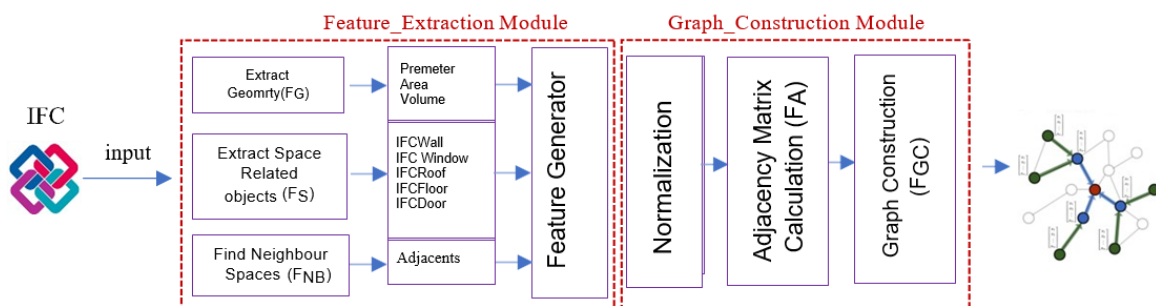 Feature_Extraction Module
Graph_Construction Module
IFC
input
Extract
Geomrty(FG)
Premeter
Area
Volume
Extract Space
Related
objects (FS)
IFCWall
IFC Window
IFCRoof
IFCFloor
IFCDoor
Find Neighbour
Spaces (FNB)
Adjacents
Feature Generator
Normalization
Adjacency Matrix
Calculation (FA)
Graph Construction
(FGC)